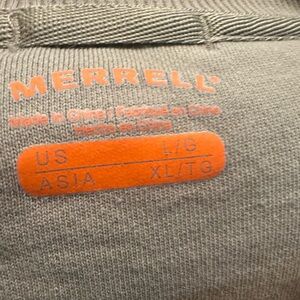 MERRELL
Made in China / Fabriqué en Chine
Hecho en China
US L/G
ASIA XL/TG